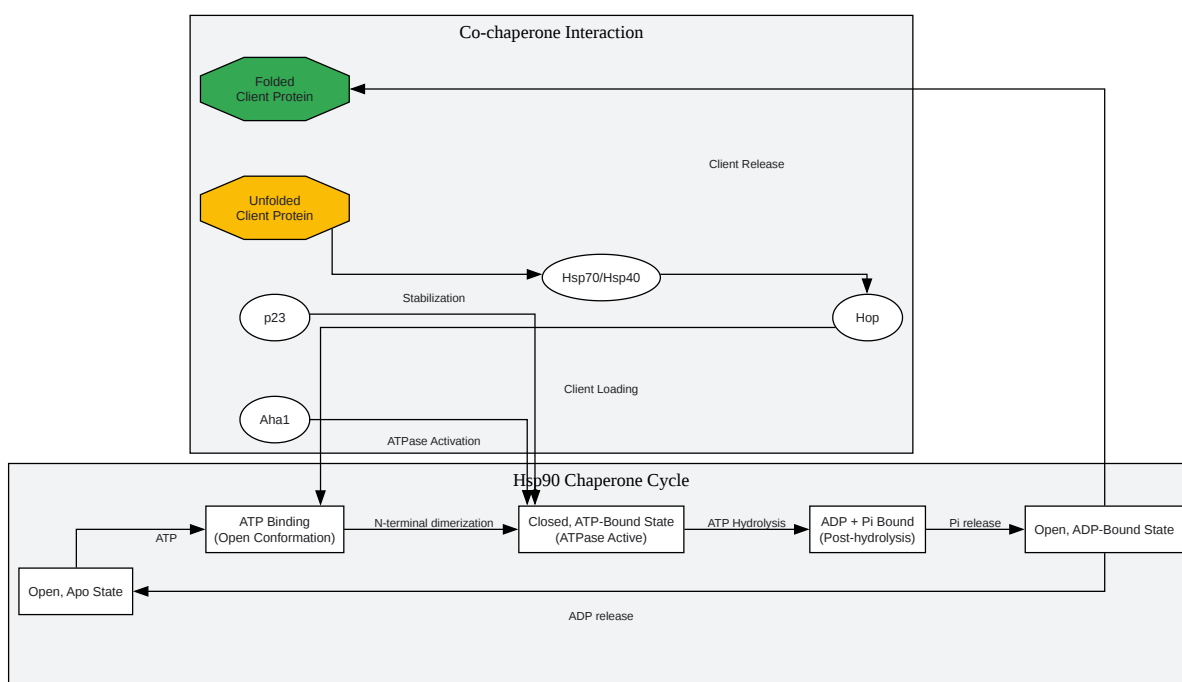 Co-chaperone Interaction
Folded
Client Protein
Client Release
Unfolded
Client Protein
Hsp70/Hsp40
Stabilization
p23
Hop
Client Loading
Aha1
ATPase Activation
Hsp90 Chaperone Cycle
ATP Binding
(Open Conformation)
N-terminal dimerization
Closed, ATP-Bound State
(ATPase Active)
ATP Hydrolysis
ADP + Pi Bound
(Post-hydrolysis)
Pi release
Open, ADP-Bound State
ATP
Open, Apo State
ADP release